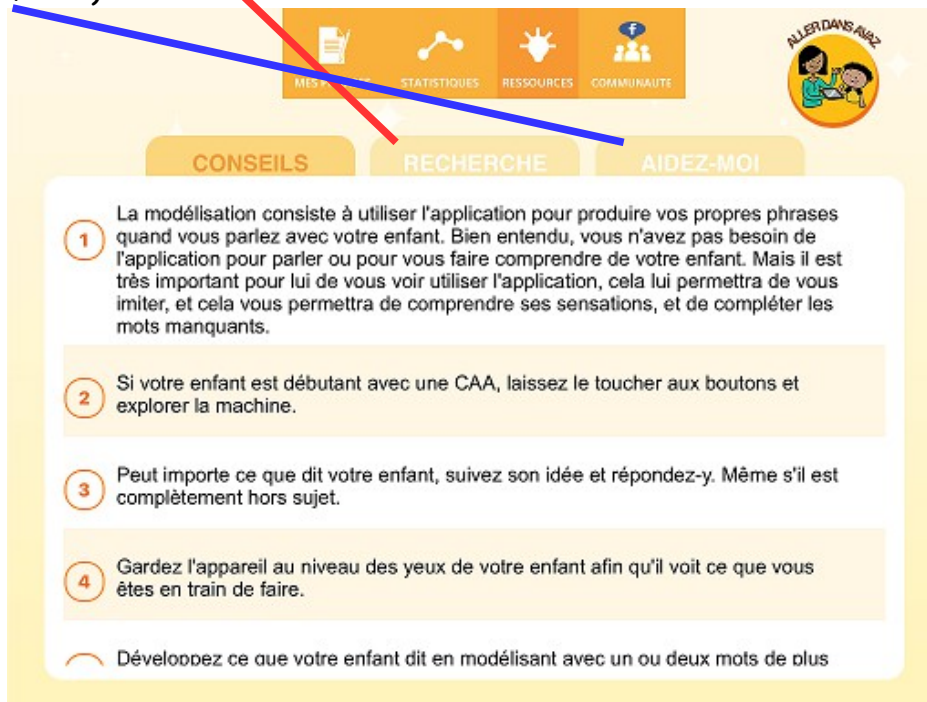 MES
STATISTIQUES
RESSOURCES
COMMUNAUTÉ
ALLER DANS AVAZ
CONSEILS
RECHERCHE
AIDEZ-MOI
1
La modélisation consiste à utiliser l'application pour produire vos propres phrases
quand vous parlez avec votre enfant. Bien entendu, vous n'avez pas besoin de
l'application pour parler ou pour vous faire comprendre de votre enfant. Mais il est
très important pour lui de vous voir utiliser l'application, cela lui permettra de vous
imiter, et cela vous permettra de comprendre ses sensations, et de compléter les
mots manquants.
2
Si votre enfant est débutant avec une CAA, laissez le toucher aux boutons et
explorer la machine.
3
Peut importe ce que dit votre enfant, suivez son idée et répondez-y. Même s'il est
complètement hors sujet.
4
Gardez l'appareil au niveau des yeux de votre enfant afin qu'il voit ce que vous
êtes en train de faire.
Développez ce que votre enfant dit en modélisant avec un ou deux mots de plus